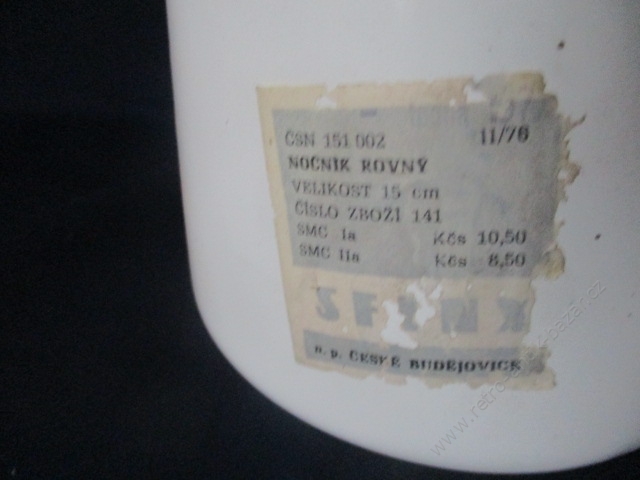 ČSN 151 002 11/76
NOČNÍK ROVNÝ
VELIKOST 15 cm
ČÍSLO ZBOŽÍ 141
SMC Ia Kčs 10,50
SMC IIa Kčs 8,50
SFINX
n. p. ČESKÉ BUDĚJOVICE